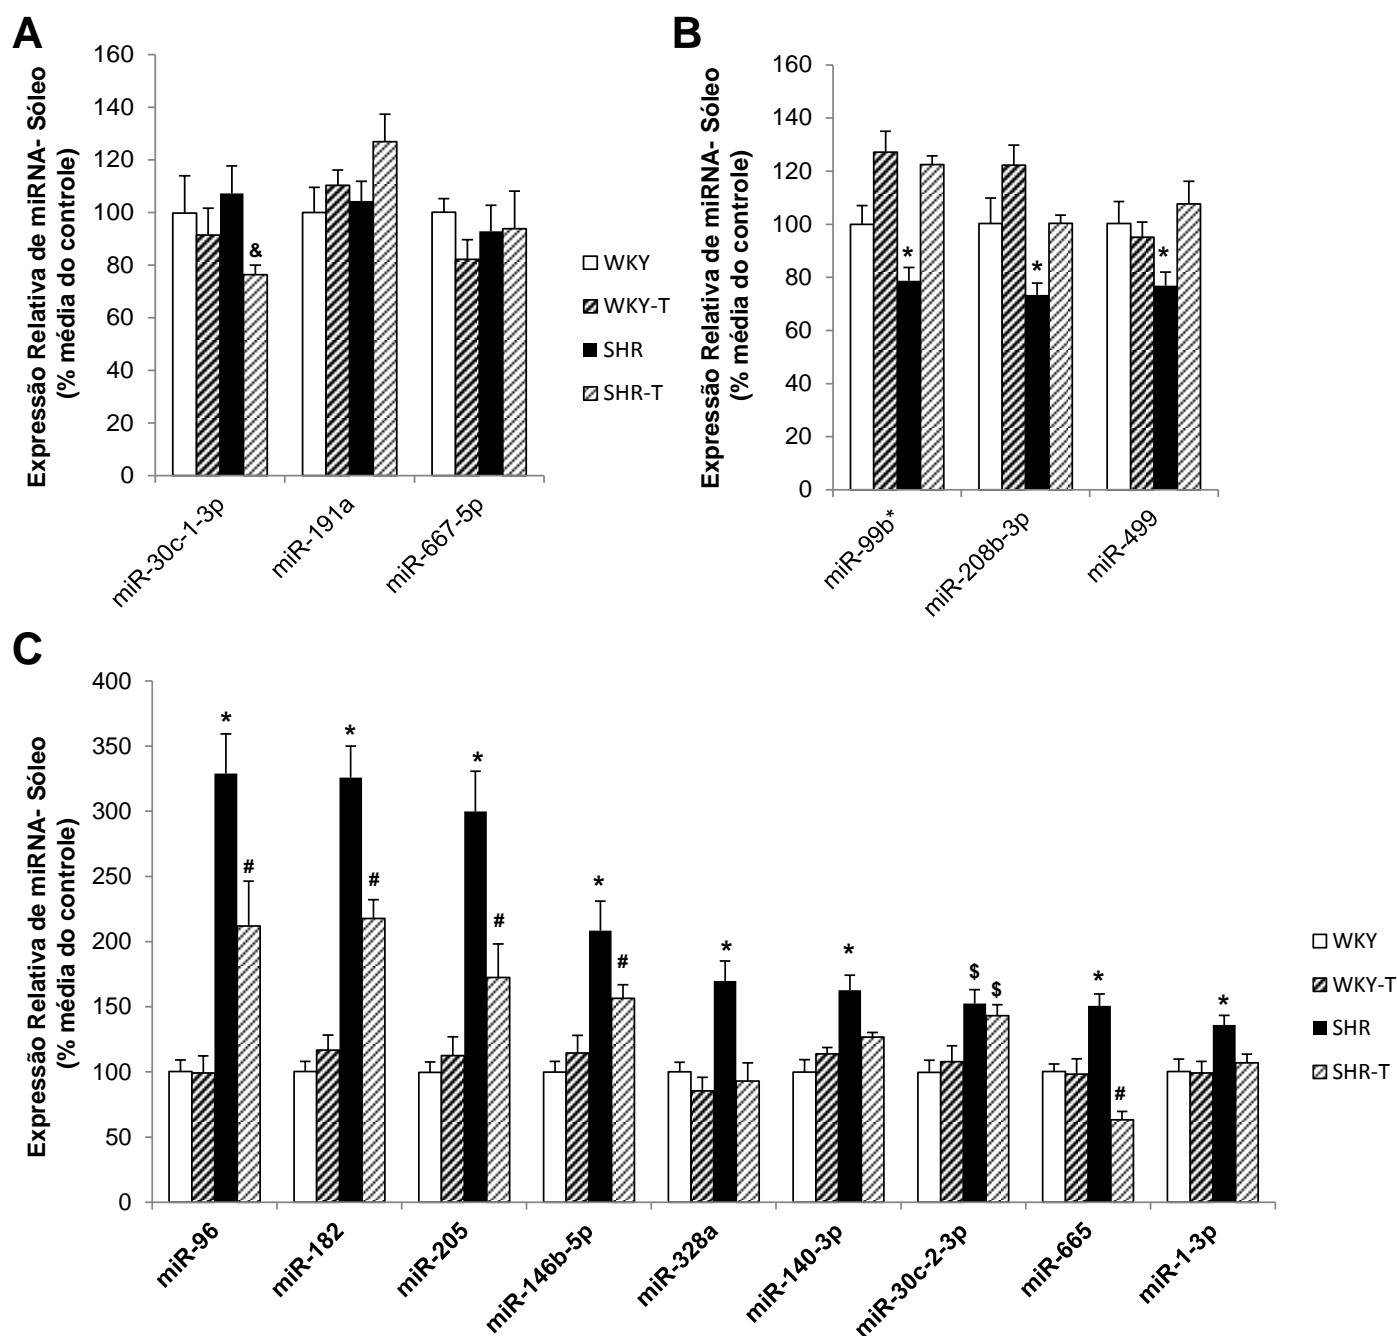 A
Expressão Relativa de miRNA- Sóleo
(% média do controle)
160
140
120
100
80
60
40
20
0
&
miR-30c-1-3p
miR-191a
miR-667-5p
WKY
WKY-T
SHR
SHR-T
B
Expressão Relativa de miRNA- Sóleo
(% média do controle)
160
140
120
100
80
60
40
20
0
*
*
*
miR-99b*
miR-208b-3p
miR-499
C
Expressão Relativa de miRNA- Sóleo
(% média do controle)
400
350
300
250
200
150
100
50
0
*
#
*
#
*
#
*
#
*
*
$
$
*
#
*
miR-96
miR-182
miR-205
miR-146b-5p
miR-328a
miR-140-3p
miR-30c-2-3p
miR-665
miR-1-3p
WKY
WKY-T
SHR
SHR-T